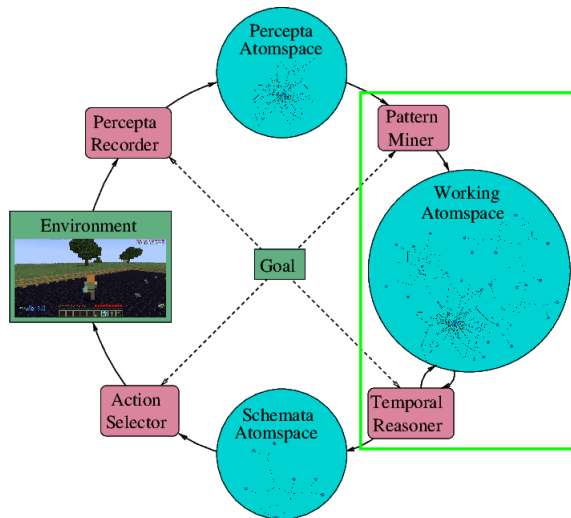 Percepta
Atomspace
Percepta
Recorder
Pattern
Miner
Environment
Working
Atomspace
Goal
Action
Selector
Schemata
Atomspace
Temporal
Reasoner